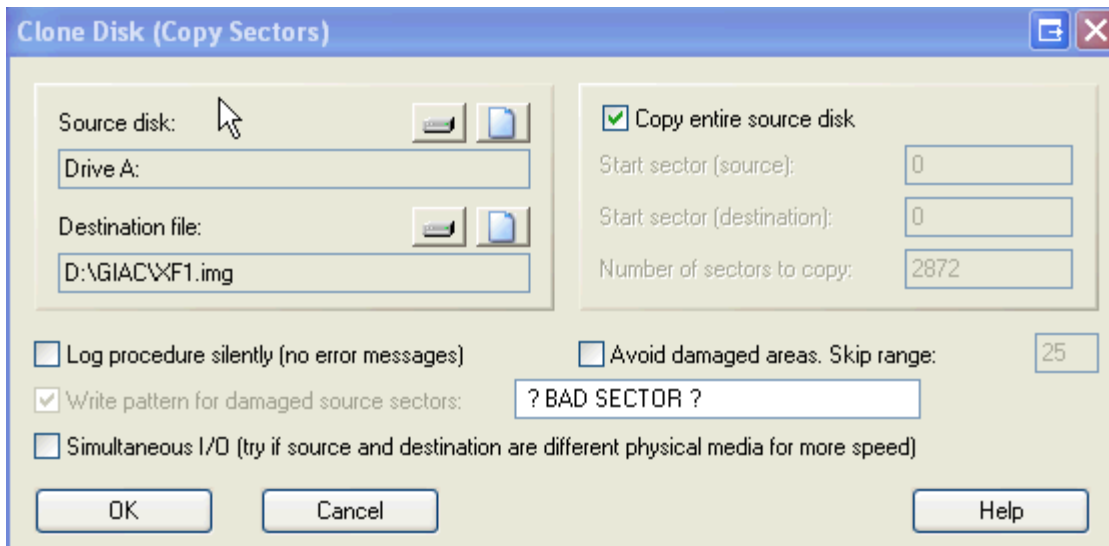 Clone Disk (Copy Sectors)
Source disk:
Drive A:
Destination file:
D:\GIAC\XF1.img
Copy entire source disk
Start sector (source): 0
Start sector (destination): 0
Number of sectors to copy: 2872
Log procedure silently (no error messages)
Avoid damaged areas. Skip range: 25
Write pattern for damaged source sectors: ? BAD SECTOR ?
Simultaneous I/O (try if source and destination are different physical media for more speed)
OK Cancel Help